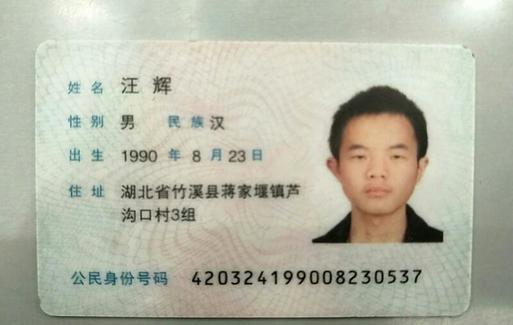 姓名 汪辉
性别 男 民族 汉
出生 1990 年 8 月 23 日
住址 湖北省竹溪县蒋家堰镇芦
沟口村3组
公民身份号码 420324199008230537